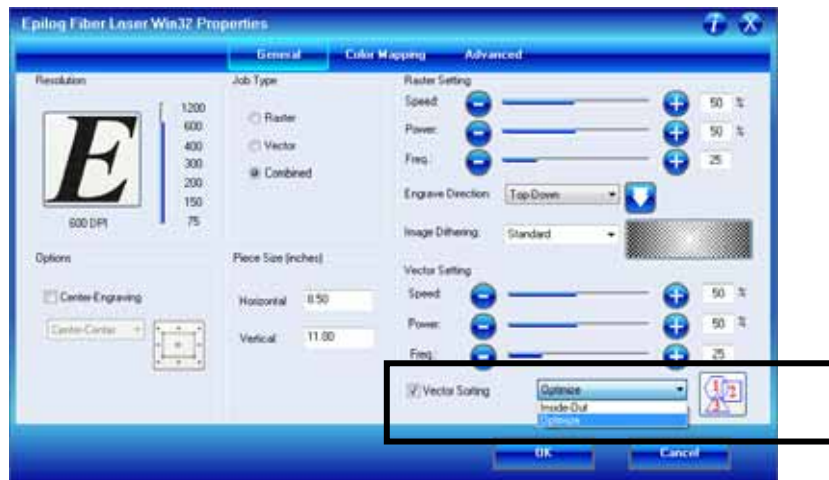 Epilog Fiber Laser Win32 Properties
General Color Mapping Advanced
Resolution
E
1200
600
400
300
200
150
75
600 DPI
Job Type
Raster
Vector
Combined
Raster Setting
Speed: 50 %
Power: 50 %
Freq.: 25
Engrave Direction: Top-Down
Image Dithering: Standard
Options
Center-Engraving
Center-Center
Piece Size (inches)
Horizontal 8.50
Vertical 11.00
Vector Setting
Speed: 50 %
Power: 50 %
Freq.: 25
Vector Sorting Optimize
Inside-Out
Optimize
1 2
3
OK Cancel